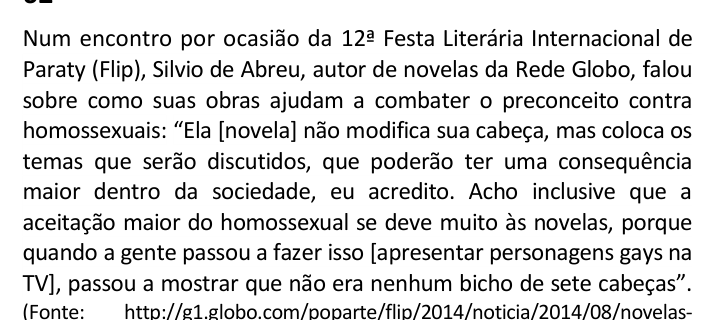 Num encontro por ocasião da 12ª Festa Literária Internacional de
Paraty (Flip), Silvio de Abreu, autor de novelas da Rede Globo, falou
sobre como suas obras ajudam a combater o preconceito contra
homossexuais: “Ela [novela] não modifica sua cabeça, mas coloca os
temas que serão discutidos, que poderão ter uma consequência
maior dentro da sociedade, eu acredito. Acho inclusive que a
aceitação maior do homossexual se deve muito às novelas, porque
quando a gente passou a fazer isso [apresentar personagens gays na
TV], passou a mostrar que não era nenhum bicho de sete cabeças”.
(Fonte: http://g1.globo.com/poparte/flip/2014/noticia/2014/08/novelas-